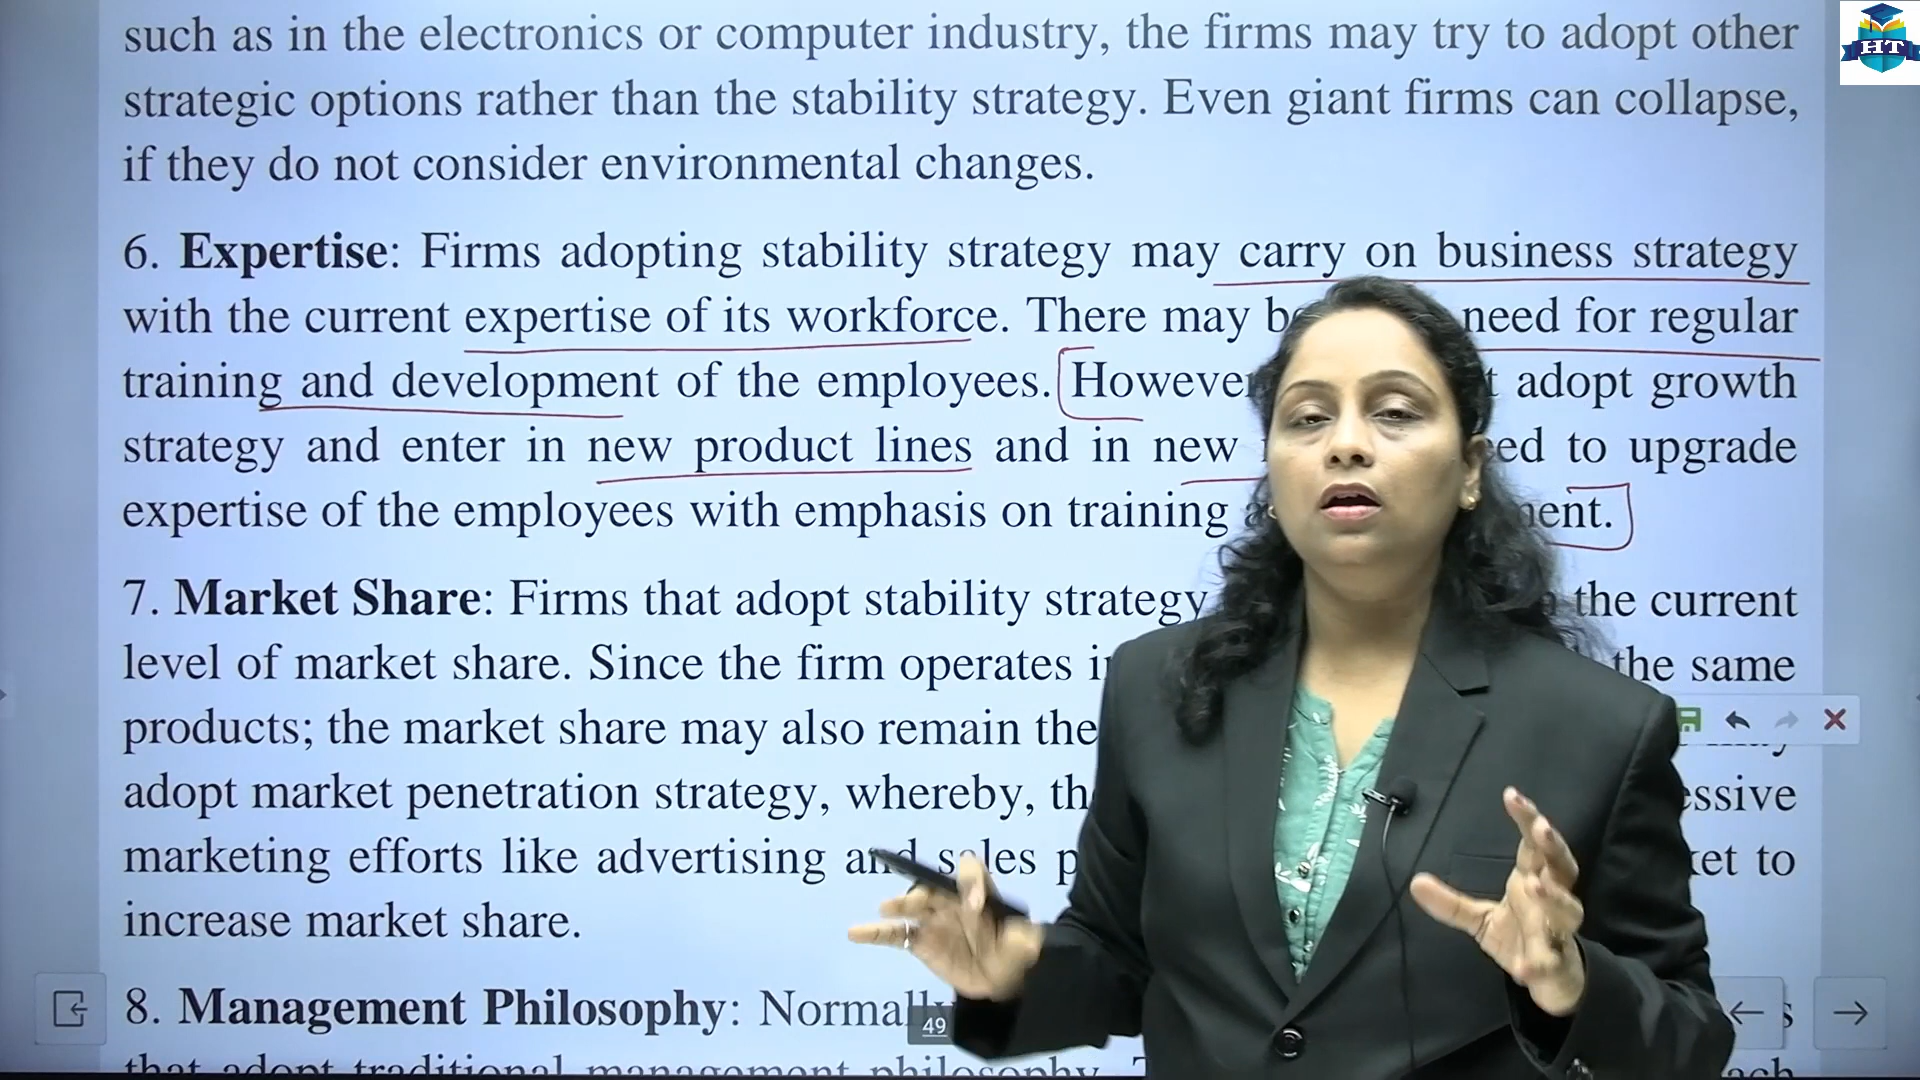 such as in the electronics or computer industry, the firms may try to adopt other
strategic options rather than the stability strategy. Even giant firms can collapse,
if they do not consider environmental changes.
6. Expertise: Firms adopting stability strategy may carry on business strategy
with the current expertise of its workforce. There may need for regular
training and development of the employees. However adopt growth
strategy and enter in new product lines and in new to upgrade
expertise of the employees with emphasis on training
7. Market Share: Firms that adopt stability strategy the current
level of market share. Since the firm operates the same
products; the market share may also remain the
adopt market penetration strategy, whereby,
marketing efforts like advertising and sales to
increase market share.
8. Management Philosophy: Normally
49
that adopt traditional management philosophy.
HT